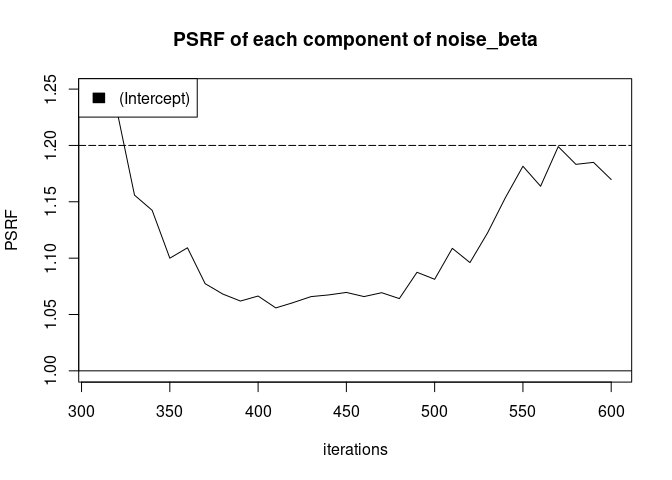 PSRF of each component of noise_beta
(Intercept)
PSRF
1.25
1.20
1.15
1.10
1.05
1.00
300 350 400 450 500 550 600
iterations